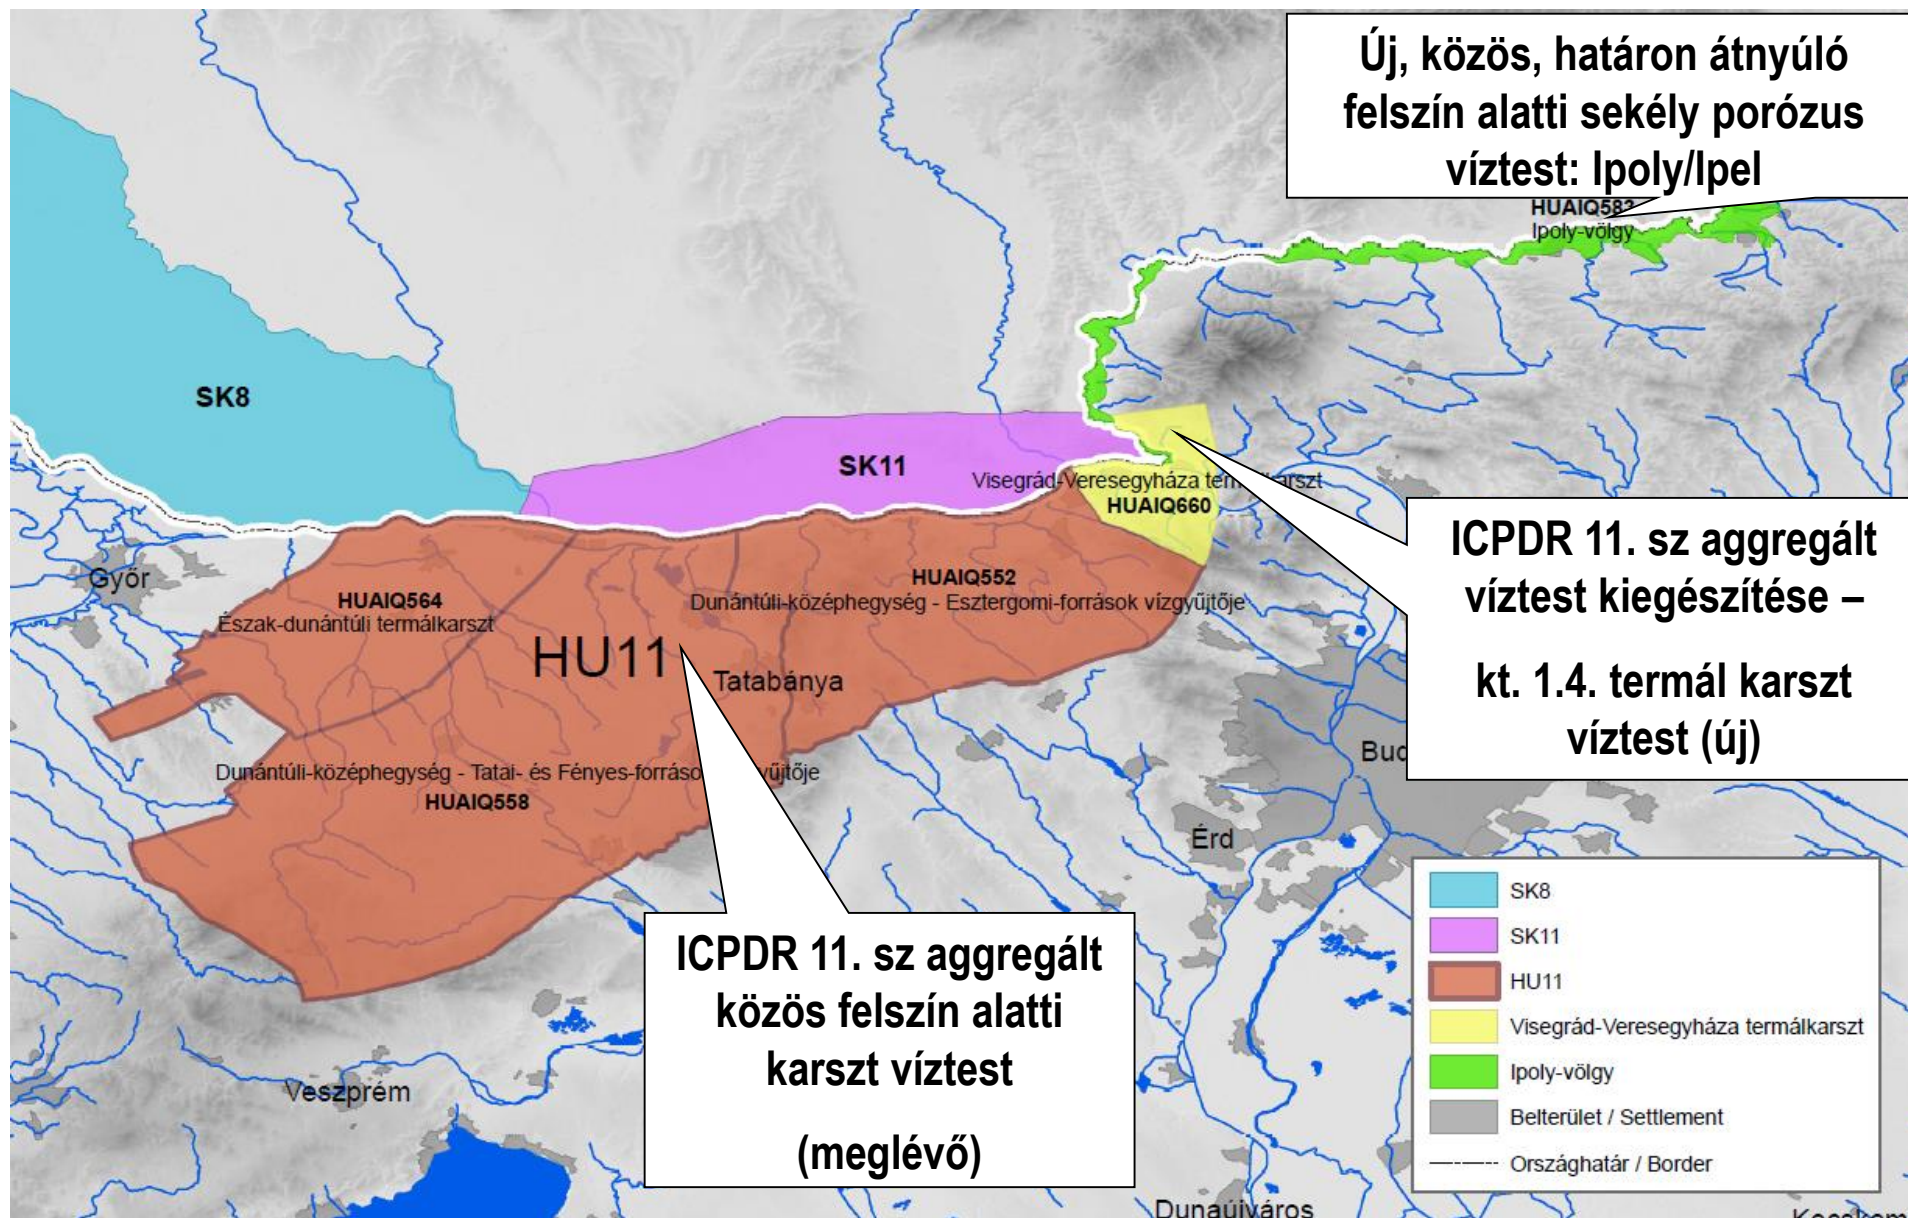 Új, közös, határon átnyúló
felszín alatti sekély porózus
víztest: Ipoly/Ipel
HUAIQ583
Ipoly-völgy
SK8
SK11
Visegrád-Veresegyháza termálkarszt
HUAIQ660
ICPDR 11. sz aggregált
víztest kiegészítése –
kt. 1.4. termál karszt
víztest (új)
Győr
HUAIQ564
Észak-dunántúli termálkarszt
HUAIQ552
Dunántúli-középhegység - Esztergomi-források vízgyűjtője
HU11
Tatabánya
Bud
Dunántúli-középhegység - Tatai- és Fényes-forráso yűjtője
HUAIQ558
Érd
ICPDR 11. sz aggregált
közös felszín alatti
karszt víztest
(meglévő)
Veszprém
Dunaújváros
SK8
SK11
HU11
Visegrád-Veresegyháza termálkarszt
Ipoly-völgy
Belterület / Settlement
Országhatár / Border